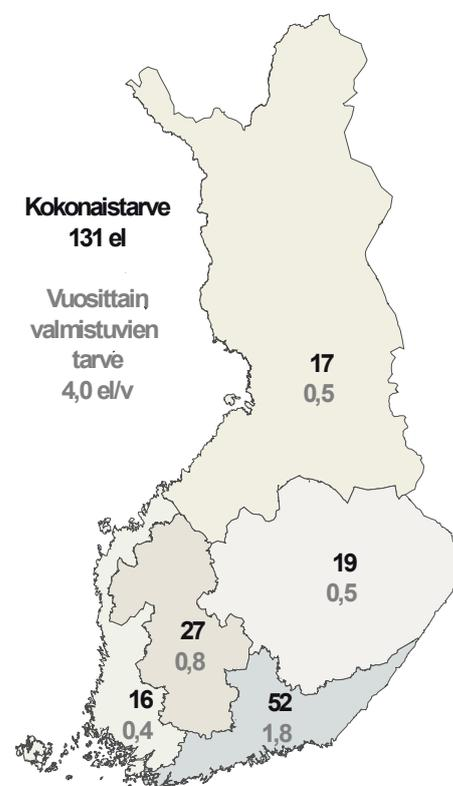 Kokonaistarve
131 el
Vuosittain
valmistuvien
tarve
4,0 el/v
17
0,5
19
0,5
27
0,8
16
0,4
52
1,8